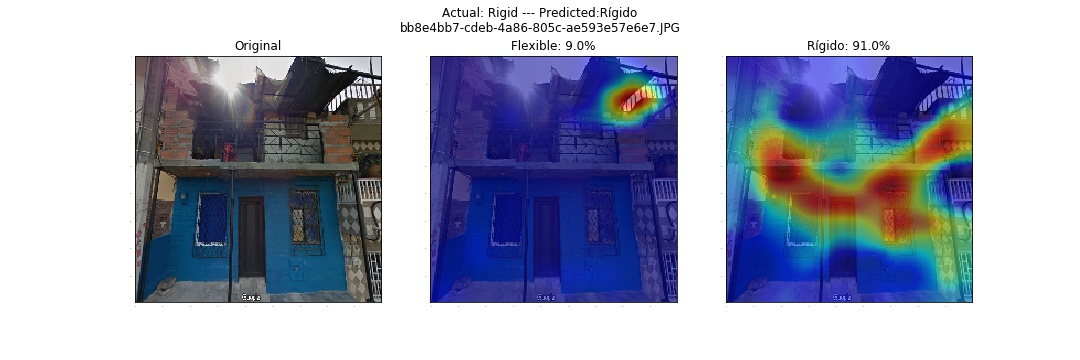 Actual: Rigid --- Predicted:Rígido
bb8e4bb7-cdeb-4a86-805c-ae593e57e6e7.JPG
Original
Flexible: 9.0%
Rígido: 91.0%